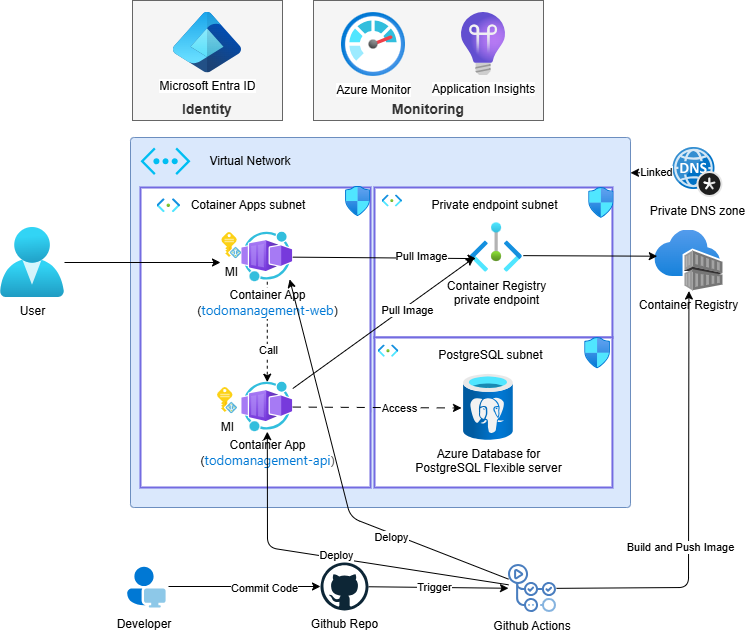 Microsoft Entra ID
Identity
Azure Monitor
Application Insights
Monitoring
Virtual Network
Linked
DNS
Private DNS zone
Cotainer Apps subnet
Private endpoint subnet
MI
Pull Image
Container App
(todomanagement-web)
Container Registry
private endpoint
Container Registry
User
Pull Image
Call
PostgreSQL subnet
MI
Access
Container App
(todomanagement-api)
Azure Database for
PostgreSQL Flexible server
Delopy
Deploy
Build and Push Image
Commit Code
Trigger
Developer
Github Repo
Github Actions